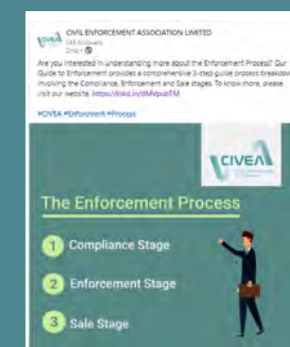 CIVEA
CIVIL ENFORCEMENT ASSOCIATION LIMITED
Are you interested in understanding more about the Enforcement Process? Our
Guide to Enforcement provides a comprehensive 3-step guide process breakdown
involving the Compliance, Enforcement and Sale stages. To know more, please
visit our website.
#CIVEA #Enforcment #Process
CIVEA
The Enforcement Process
1 Compliance Stage
2 Enforcement Stage
3 Sale Stage